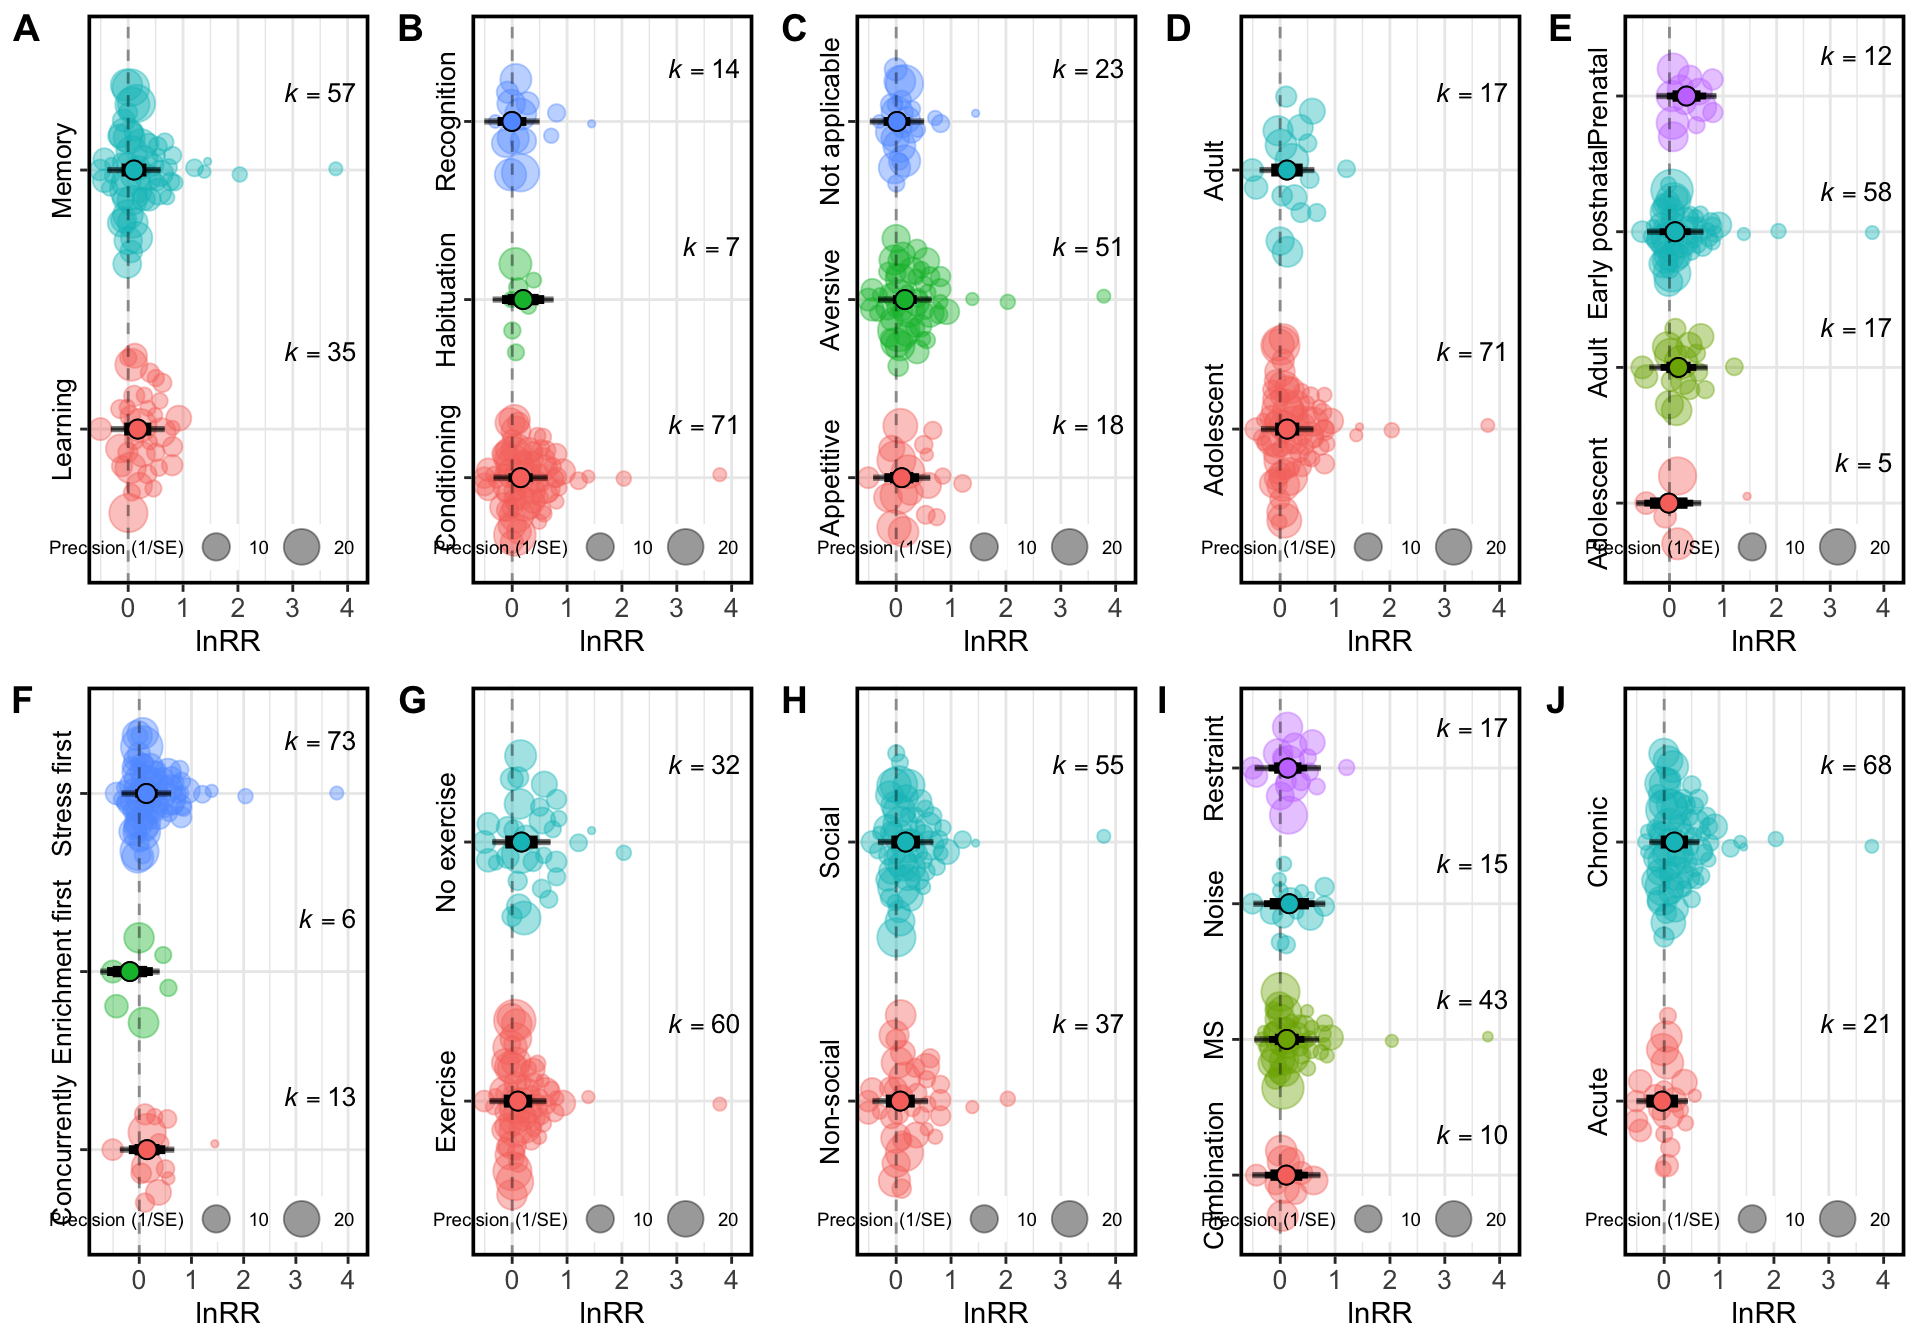 A
Memory
k = 57
Learning
k = 35
Precision (1/SE) 10 20
0 1 2 3 4
lnRR
B
Recognition
k = 14
Habituation
k = 7
Conditioning
k = 71
Precision (1/SE) 10 20
0 1 2 3 4
lnRR
C
Not applicable
k = 23
Aversive
k = 51
Appetitive
k = 18
Precision (1/SE) 10 20
0 1 2 3 4
lnRR
D
Adult
k = 17
Adolescent
k = 71
Precision (1/SE) 10 20
0 1 2 3 4
lnRR
E
Prenatal
k = 12
Early postnatal
k = 58
Adult
k = 17
Adolescent
k = 5
Precision (1/SE) 10 20
0 1 2 3 4
lnRR
F
Stress first
k = 73
Enrichment first
k = 6
Concurrently
k = 13
Precision (1/SE) 10 20
0 1 2 3 4
lnRR
G
No exercise
k = 32
Exercise
k = 60
Precision (1/SE) 10 20
0 1 2 3 4
lnRR
H
Social
k = 55
Non-social
k = 37
Precision (1/SE) 10 20
0 1 2 3 4
lnRR
I
Restraint
k = 17
Noise
k = 15
MS
k = 43
Combination
k = 10
Precision (1/SE) 10 20
0 1 2 3 4
lnRR
J
Chronic
k = 68
Acute
k = 21
Precision (1/SE) 10 20
0 1 2 3 4
lnRR